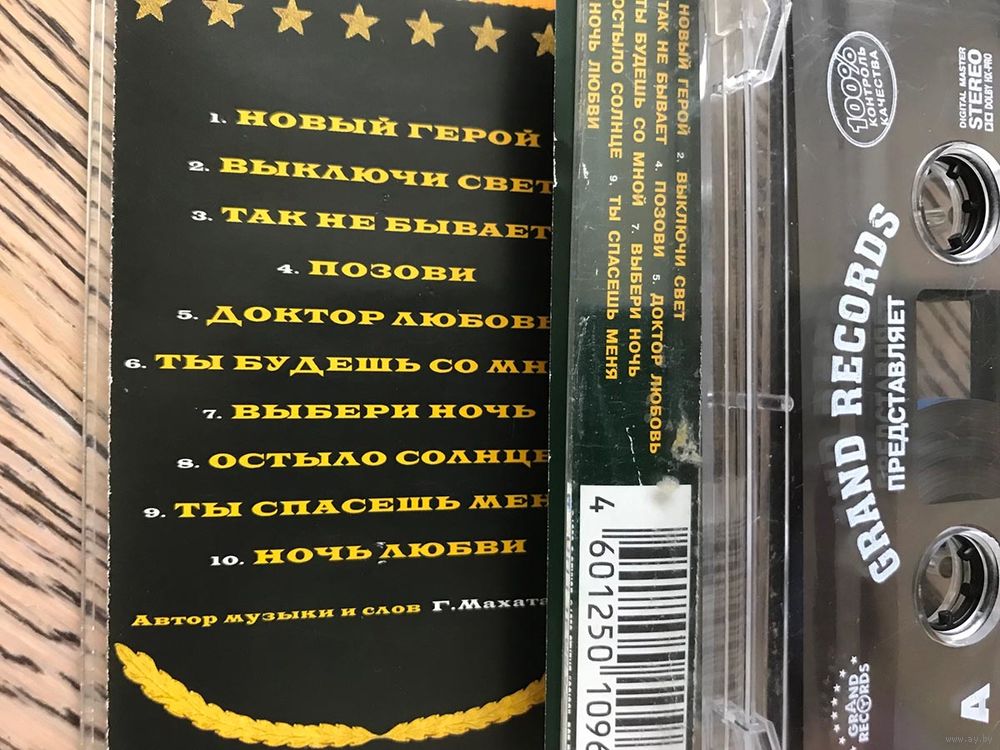 1. НОВЫЙ ГЕРОЙ
2. ВЫКЛЮЧИ СВЕТ
3. ТАК НЕ БЫВАЕТ
4. ПОЗОВИ
5. ДОКТОР ЛЮБОВЬ
6. ТЫ БУДЕШЬ СО МН
7. ВЫБЕРИ НОЧЬ
8. ОСТЫЛО СОЛНЦЕ
9. ТЫ СПАСЕШЬ МЕН
10. НОЧЬ ЛЮБВИ
Автор музыки и слов Г.Махата
НОВЫЙ ГЕРОЙ 2. ВЫКЛЮЧИ СВЕТ
ТАК НЕ БЫВАЕТ 4. ПОЗОВИ 5. ДОКТОР ЛЮБОВЬ
ТЫ БУДЕШЬ СО МНОЙ 7. ВЫБЕРИ НОЧЬ
ОСТЫЛО СОЛНЦЕ 9. ТЫ СПАСЕШЬ МЕНЯ
НОЧЬ ЛЮБВИ
4 601250 1096
100%
КОНТРОЛЬ
КАЧЕСТВА
DIGITAL MASTER
STEREO
DOLBY HX-PRO
GRAND RECORDS
ПРЕДСТАВЛЯЕТ
GRAND
RECORDS
A
www.ay.by